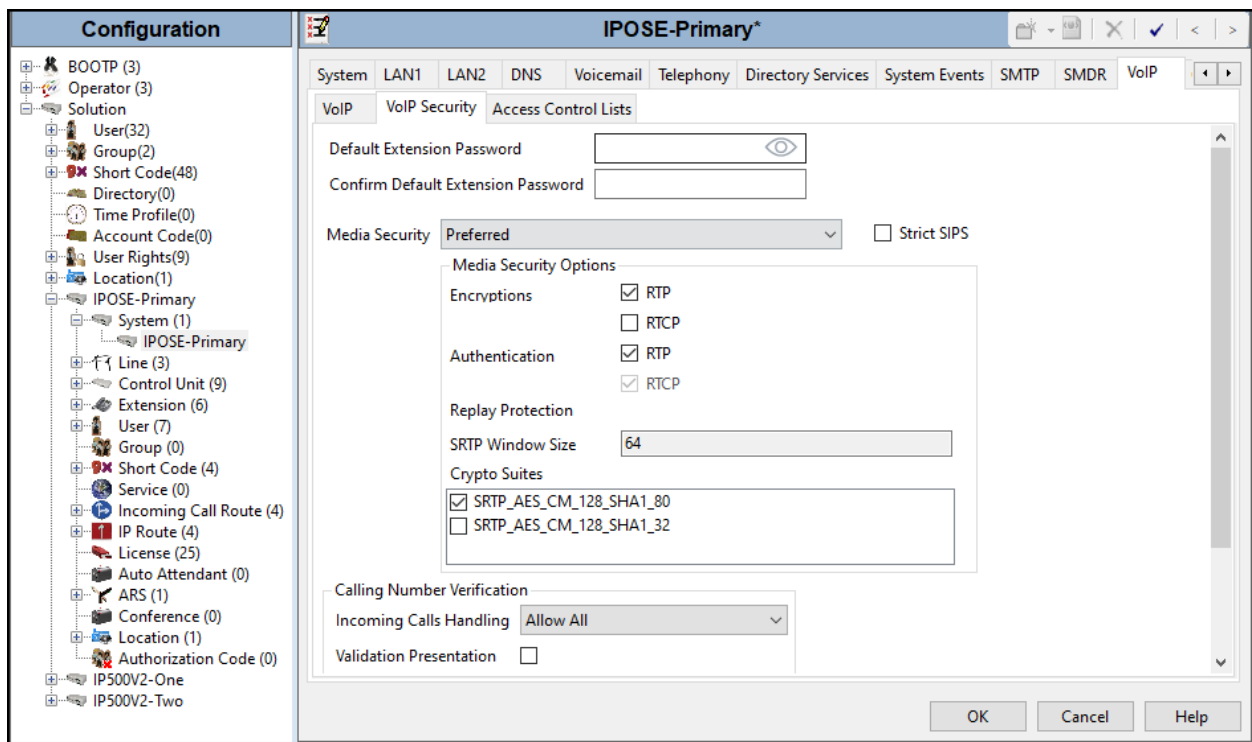 Configuration
BOOTP (3)
Operator (3)
Solution
User(32)
Group(2)
Short Code(48)
Directory(0)
Time Profile(0)
Account Code(0)
User Rights(9)
Location(1)
IPOSE-Primary
System (1)
IPOSE-Primary
Line (3)
Control Unit (9)
Extension (6)
User (7)
Group (0)
Short Code (4)
Service (0)
Incoming Call Route (4)
IP Route (4)
License (25)
Auto Attendant (0)
ARS (1)
Conference (0)
Location (1)
Authorization Code (0)
IP500V2-One
IP500V2-Two
IPOSE-Primary*
System LAN1 LAN2 DNS Voicemail Telephony Directory Services System Events SMTP SMDR VoIP
VoIP VoIP Security Access Control Lists
Default Extension Password
Confirm Default Extension Password
Media Security Preferred Strict SIPS
Media Security Options
Encryptions RTP
RTCP
Authentication RTP
RTCP
Replay Protection
SRTP Window Size 64
Crypto Suites
SRTP_AES_CM_128_SHA1_80
SRTP_AES_CM_128_SHA1_32
Calling Number Verification
Incoming Calls Handling Allow All
Validation Presentation
OK Cancel Help